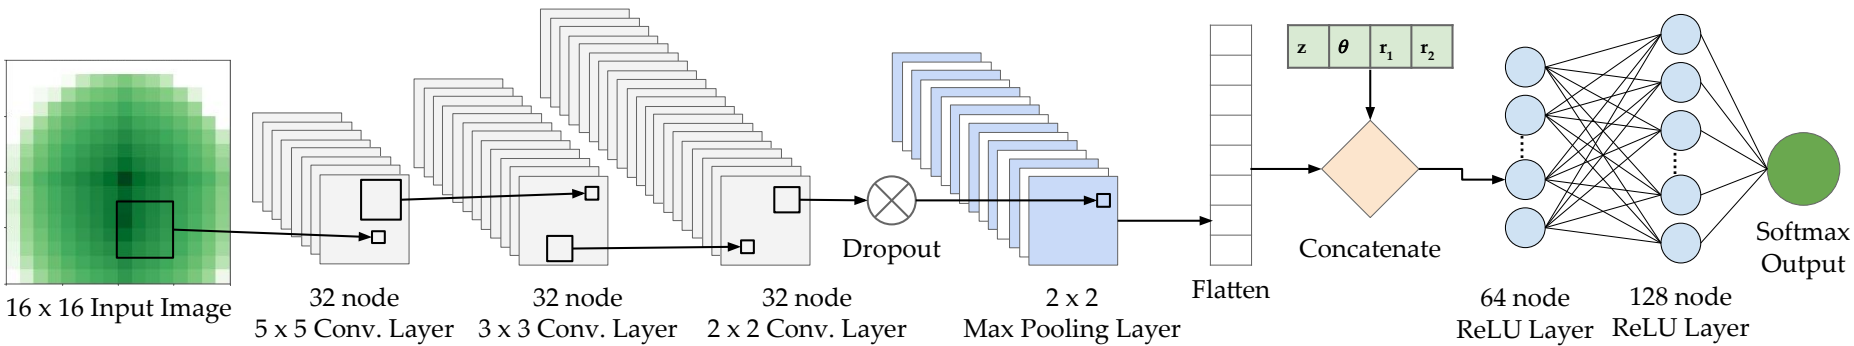 z θ r₁ r₂
Dropout
Concatenate
Softmax
Output
Flatten
16 x 16 Input Image
32 node
5 x 5 Conv. Layer
32 node
3 x 3 Conv. Layer
32 node
2 x 2 Conv. Layer
2 x 2
Max Pooling Layer
64 node
ReLU Layer
128 node
ReLU Layer